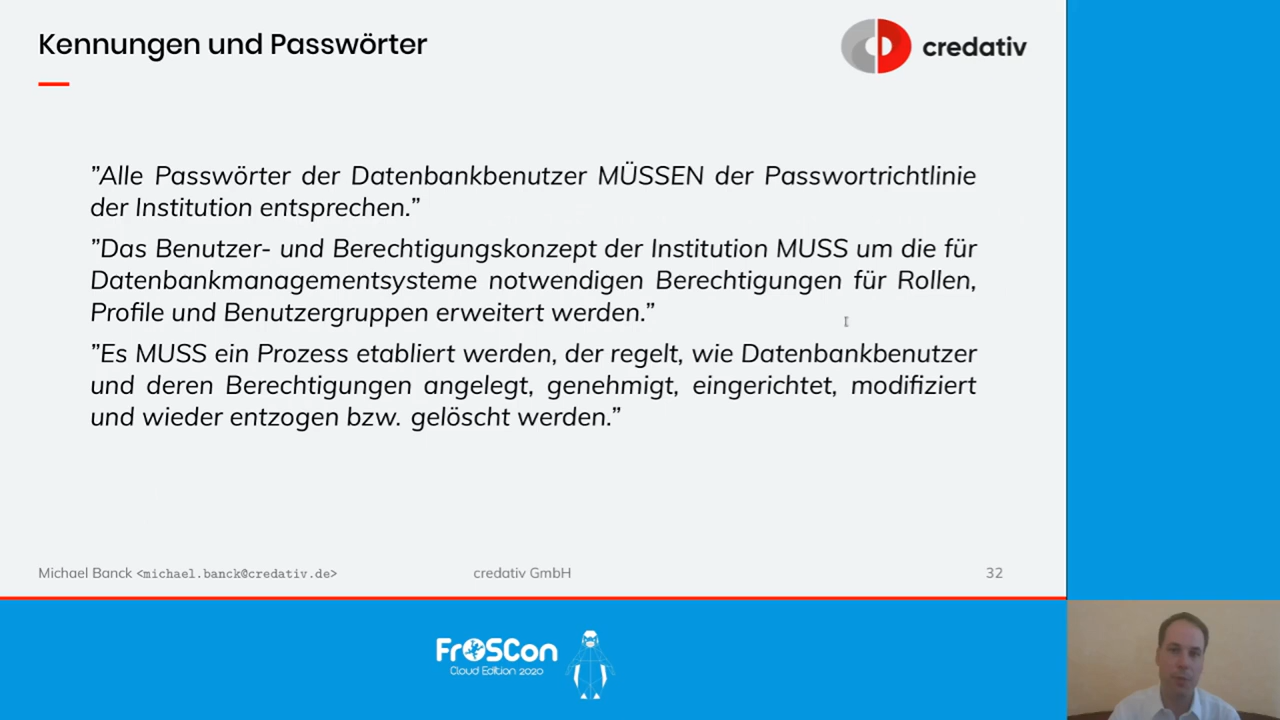 Kennungen und Passwörter
credativ
”Alle Passwörter der Datenbankbenutzer MÜSSEN der Passwortrichtlinie
der Institution entsprechen.”
”Das Benutzer- und Berechtigungskonzept der Institution MUSS um die für
Datenbankmanagementsysteme notwendigen Berechtigungen für Rollen,
Profile und Benutzergruppen erweitert werden.”
”Es MUSS ein Prozess etabliert werden, der regelt, wie Datenbankbenutzer
und deren Berechtigungen angelegt, genehmigt, eingerichtet, modifiziert
und wieder entzogen bzw. gelöscht werden.”
Michael Banck <michael.banck@credativ.de> credativ GmbH 32
FrOSCon
Cloud Edition 2020